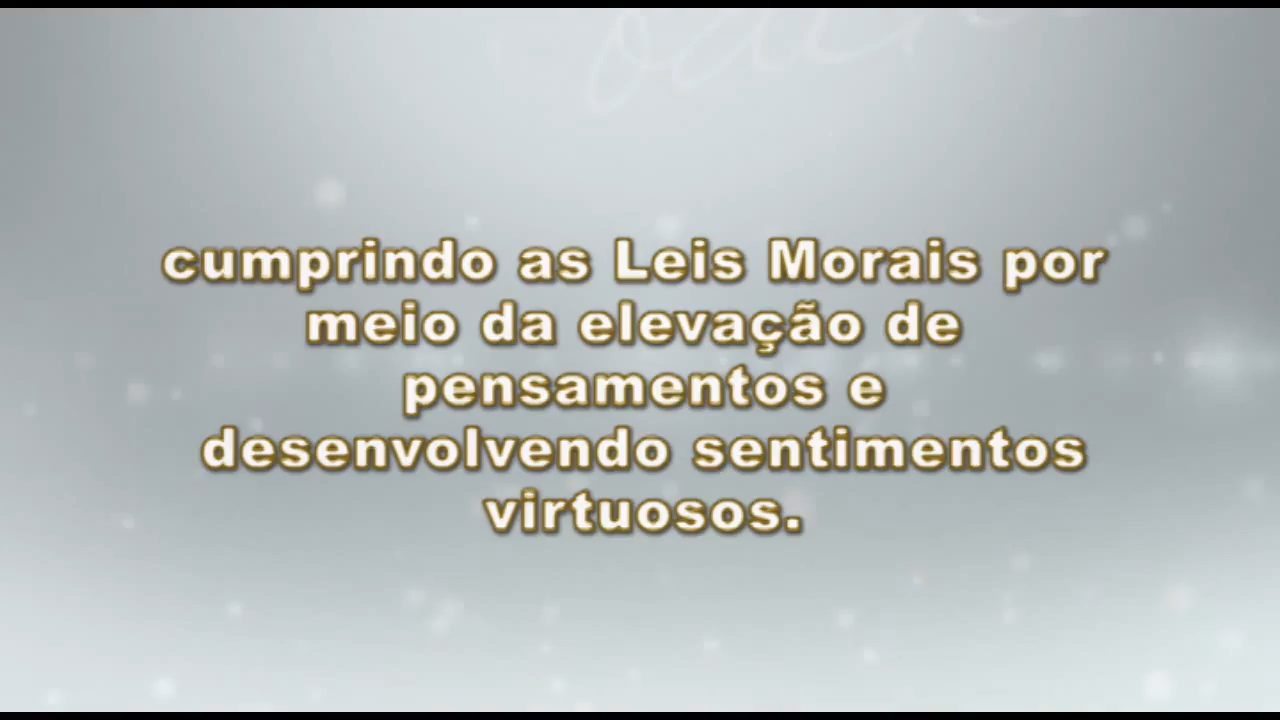 cumprindo as Leis Morais por
meio da elevação de
pensamentos e
desenvolvendo sentimentos
virtuosos.